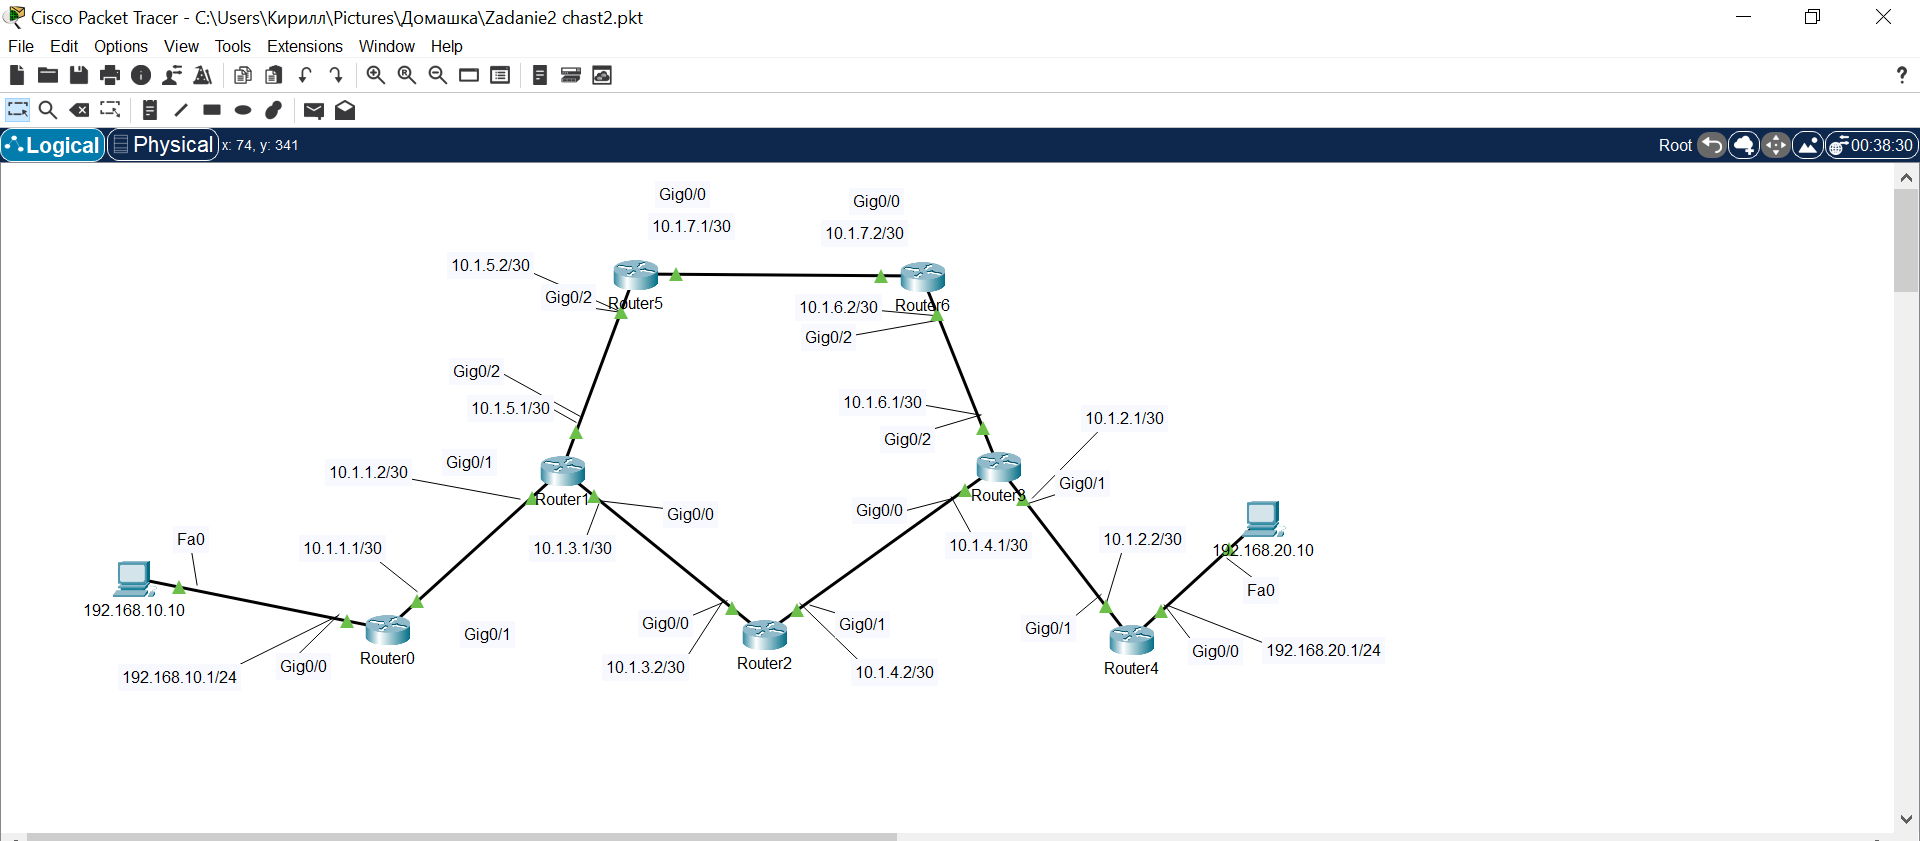 Cisco Packet Tracer - C:\Users\Кирилл\Pictures\Домашка\Zadanie2 chast2.pkt
File Edit Options View Tools Extensions Window Help
?
Logical Physical x: 74, y: 341 Root 00:38:30
Gig0/0
Gig0/0
10.1.7.1/30
10.1.7.2/30
10.1.5.2/30
Gig0/2
Router5
10.1.6.2/30
Router6
Gig0/2
Gig0/2
10.1.5.1/30
10.1.6.1/30
Gig0/2
10.1.2.1/30
Gig0/1
10.1.1.2/30
Router1
Gig0/0
Router3
Gig0/1
Gig0/0
Fa0
10.1.1.1/30
10.1.3.1/30
10.1.4.1/30
10.1.2.2/30
192.168.20.10
Fa0
192.168.10.10
Gig0/1
Gig0/0
Gig0/1
Gig0/1
Router0
Gig0/0
192.168.10.1/24
10.1.3.2/30
Router2
10.1.4.2/30
Router4
Gig0/0
192.168.20.1/24